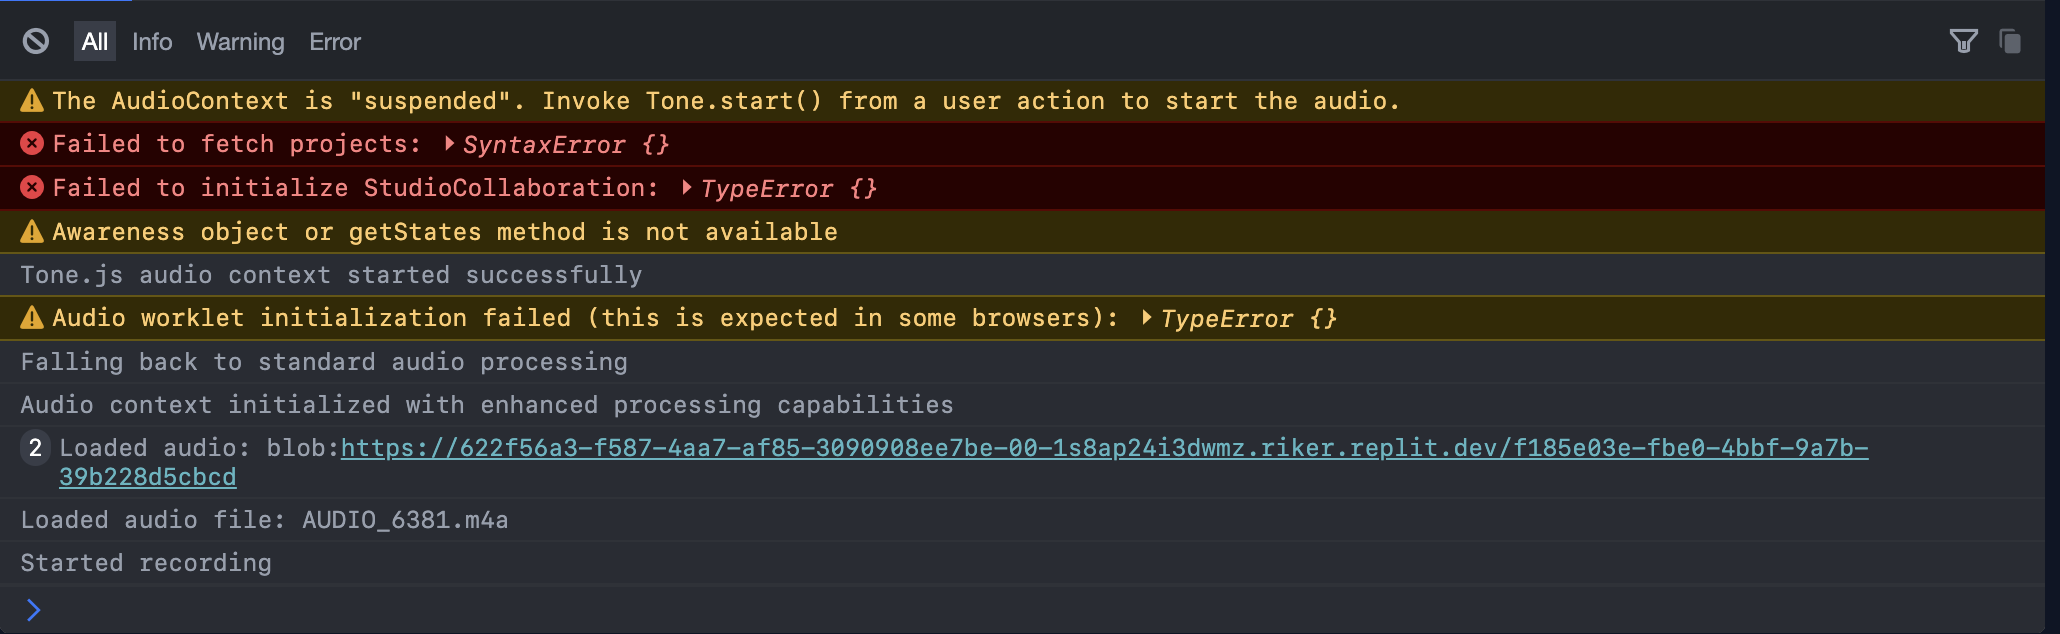 All Info Warning Error
The AudioContext is "suspended". Invoke Tone.start() from a user action to start the audio.
Failed to fetch projects: SyntaxError {}
Failed to initialize StudioCollaboration: TypeError {}
Awareness object or getStates method is not available
Tone.js audio context started successfully
Audio worklet initialization failed (this is expected in some browsers): TypeError {}
Falling back to standard audio processing
Audio context initialized with enhanced processing capabilities
2 Loaded audio: blob:https://622f56a3-f587-4aa7-af85-3090908ee7be-00-1s8ap24i3dwmz.riker.replit.dev/f185e03e-fbe0-4bbf-9a7b-
39b228d5cbcd
Loaded audio file: AUDIO_6381.m4a
Started recording